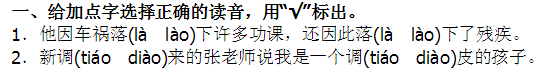 一、给加点字选择正确的读音，用“√”标出。
1．他因车祸落(là　luò)下许多功课，还因此落(là　luò)下了残疾。
2．新调(tiáo　diào)来的张老师说我是一个调(tiáo　diào)皮的孩子。